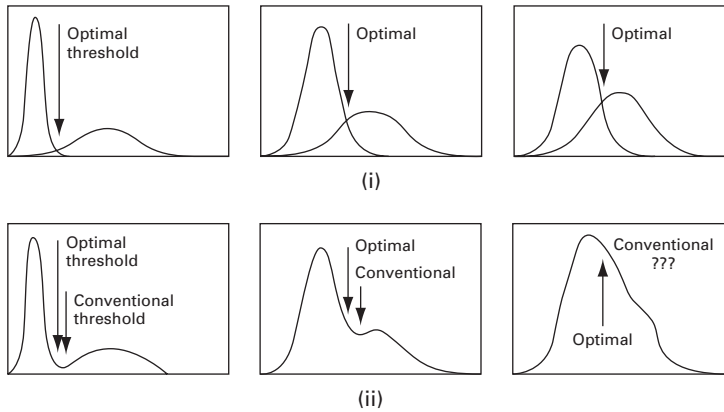 Optimal
threshold
Optimal
Optimal
(i)
Optimal
threshold
Conventional
threshold
Optimal
Conventional
Conventional
???
Optimal
(ii)